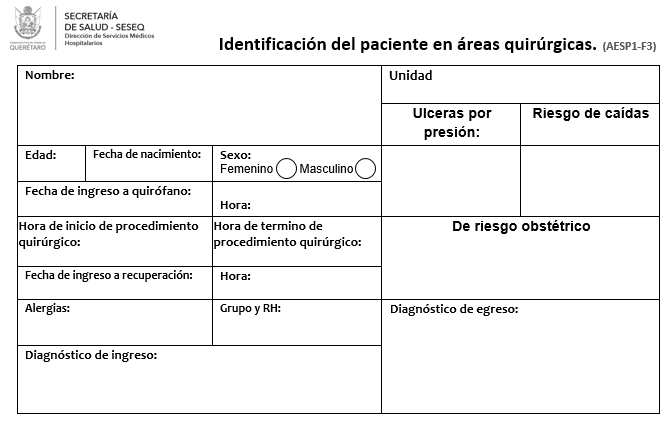 SECRETARÍA
DE SALUD - SESEQ
Dirección de Servicios Médicos
Hospitalarios
QUERÉTARO
Identificación del paciente en áreas quirúrgicas. (AESP1-F3)
Nombre:
Unidad
Ulceras por
presión:
Riesgo de caídas
Edad:
Fecha de nacimiento:
Sexo:
Femenino
Masculino
Fecha de ingreso a quirófano:
Hora:
Hora de inicio de procedimiento
quirúrgico:
Hora de termino de
procedimiento quirúrgico:
De riesgo obstétrico
Fecha de ingreso a recuperación:
Hora:
Alergias:
Grupo y RH:
Diagnóstico de egreso:
Diagnóstico de ingreso: